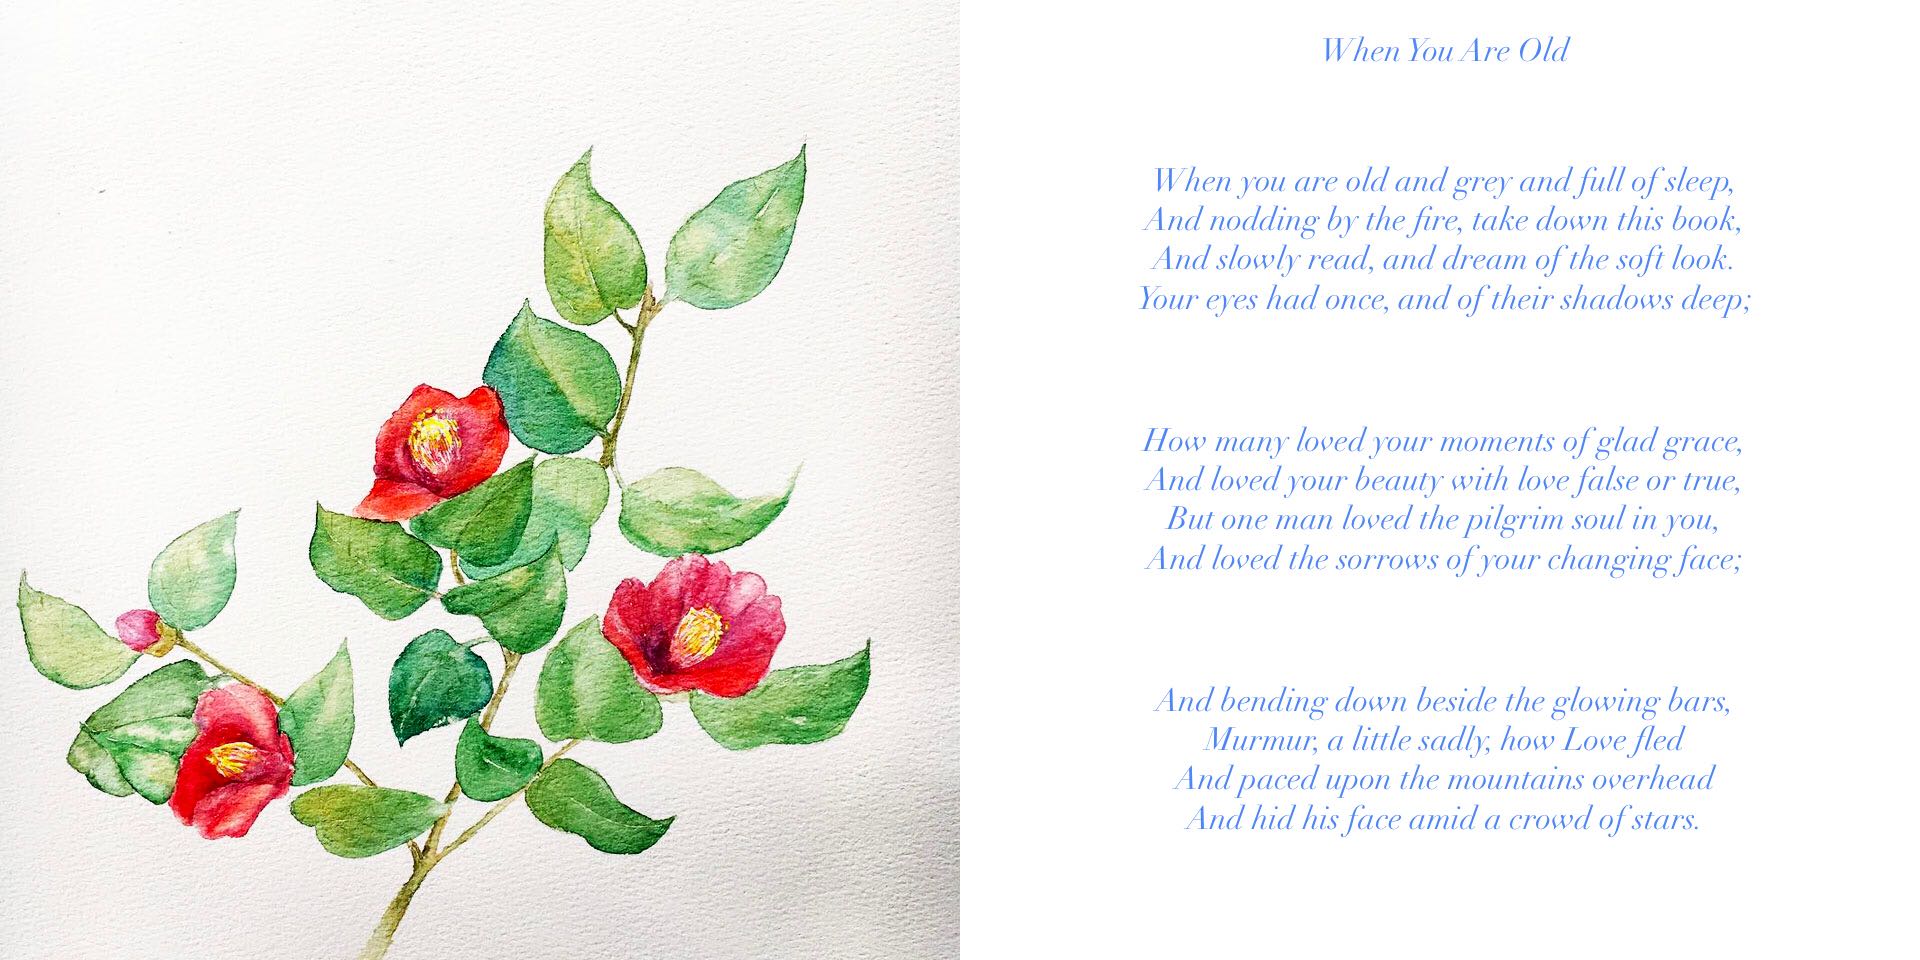 When You Are Old
When you are old and grey and full of sleep,
And nodding by the fire, take down this book,
And slowly read, and dream of the soft look.
Your eyes had once, and of their shadows deep;
How many loved your moments of glad grace,
And loved your beauty with love false or true,
But one man loved the pilgrim soul in you,
And loved the sorrows of your changing face;
And bending down beside the glowing bars,
Murmur, a little sadly, how Love fled
And paced upon the mountains overhead
And hid his face amid a crowd of stars.